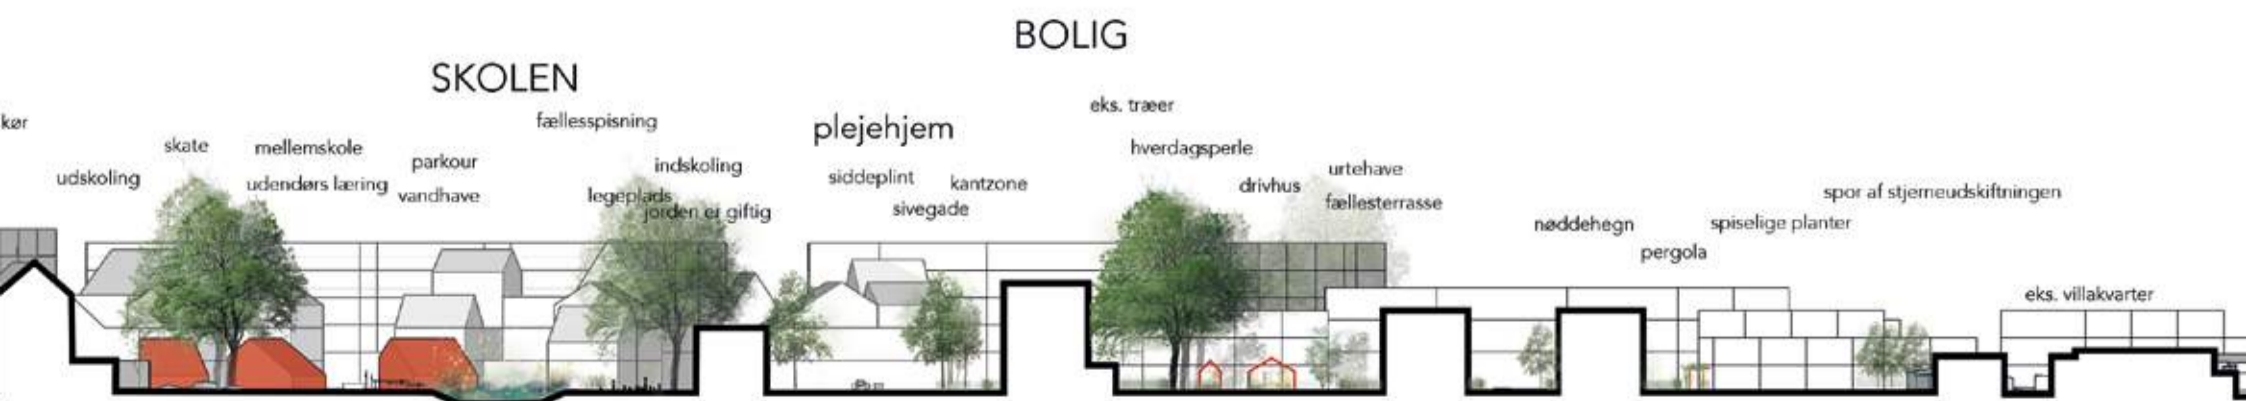 BOLIG
SKOLEN
eks. træer
fællesspisning
kør
plejehjem
skate
mellemskole
hverdagsperle
parkour
indskoling
urtehave
udskoling
siddeplint
udendørs læring
kantzone
drivhus
vandhave
legeplads
spor af stjerneudskiftningen
fællesterrasse
sivegade
jorden er giftig
nøddehegn
spiselige planter
pergola
eks. villakvarter